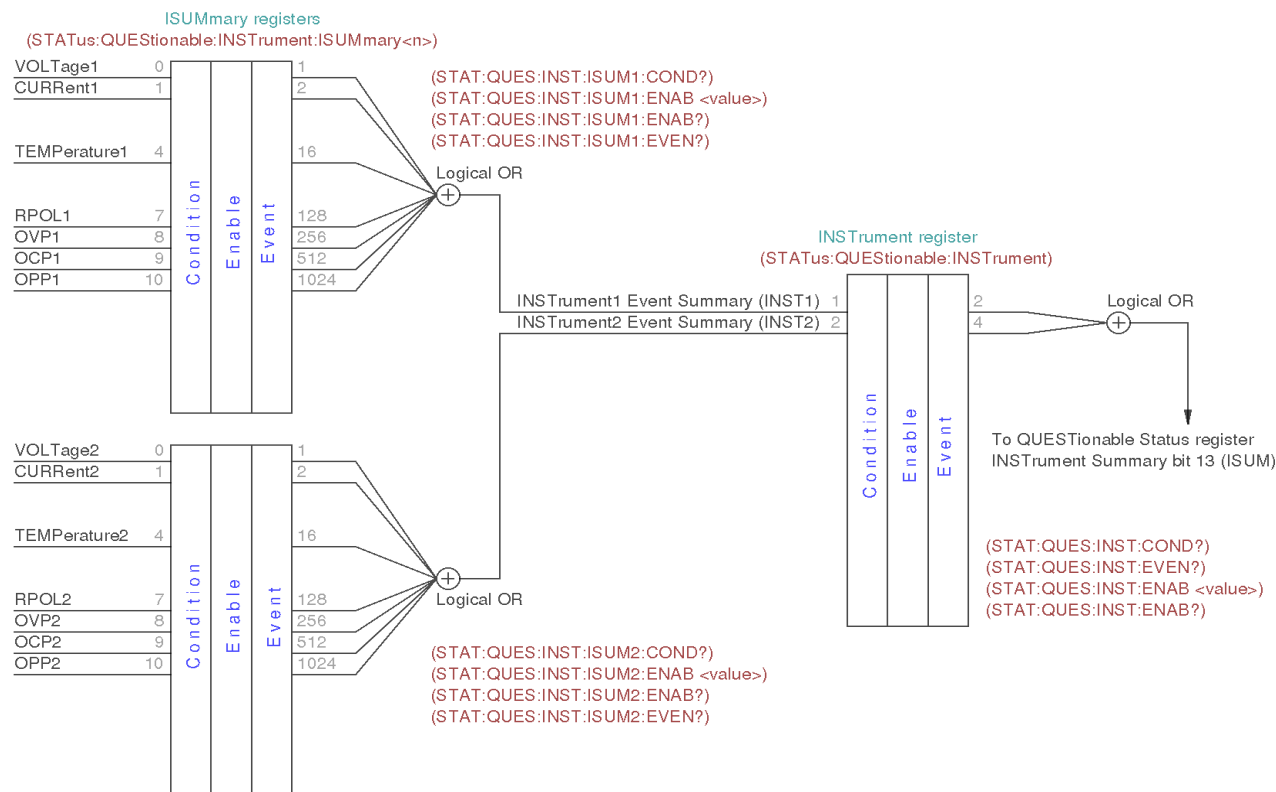 ISUMmary registers
(STATus:QUEStionable:INSTrument:ISUMmary<n>)
VOLTage1 0 1
CURRent1 1 2
TEMPerature1 4 16
RPOL1 7 128
OVP1 8 256
OCP1 9 512
OPP1 10 1024
Condition
Enable
Event
(STAT:QUES:INST:ISUM1:COND?)
(STAT:QUES:INST:ISUM1:ENAB <value>)
(STAT:QUES:INST:ISUM1:ENAB?)
(STAT:QUES:INST:ISUM1:EVEN?)
Logical OR
INSTrument register
(STATus:QUEStionable:INSTrument)
INSTrument1 Event Summary (INST1) 1 2
INSTrument2 Event Summary (INST2) 2 4
Condition
Enable
Event
Logical OR
To QUESTionable Status register
INSTrument Summary bit 13 (ISUM)
(STAT:QUES:INST:COND?)
(STAT:QUES:INST:EVEN?)
(STAT:QUES:INST:ENAB <value>)
(STAT:QUES:INST:ENAB?)
VOLTage2 0 1
CURRent2 1 2
TEMPerature2 4 16
RPOL2 7 128
OVP2 8 256
OCP2 9 512
OPP2 10 1024
Condition
Enable
Event
Logical OR
(STAT:QUES:INST:ISUM2:COND?)
(STAT:QUES:INST:ISUM2:ENAB <value>)
(STAT:QUES:INST:ISUM2:ENAB?)
(STAT:QUES:INST:ISUM2:EVEN?)